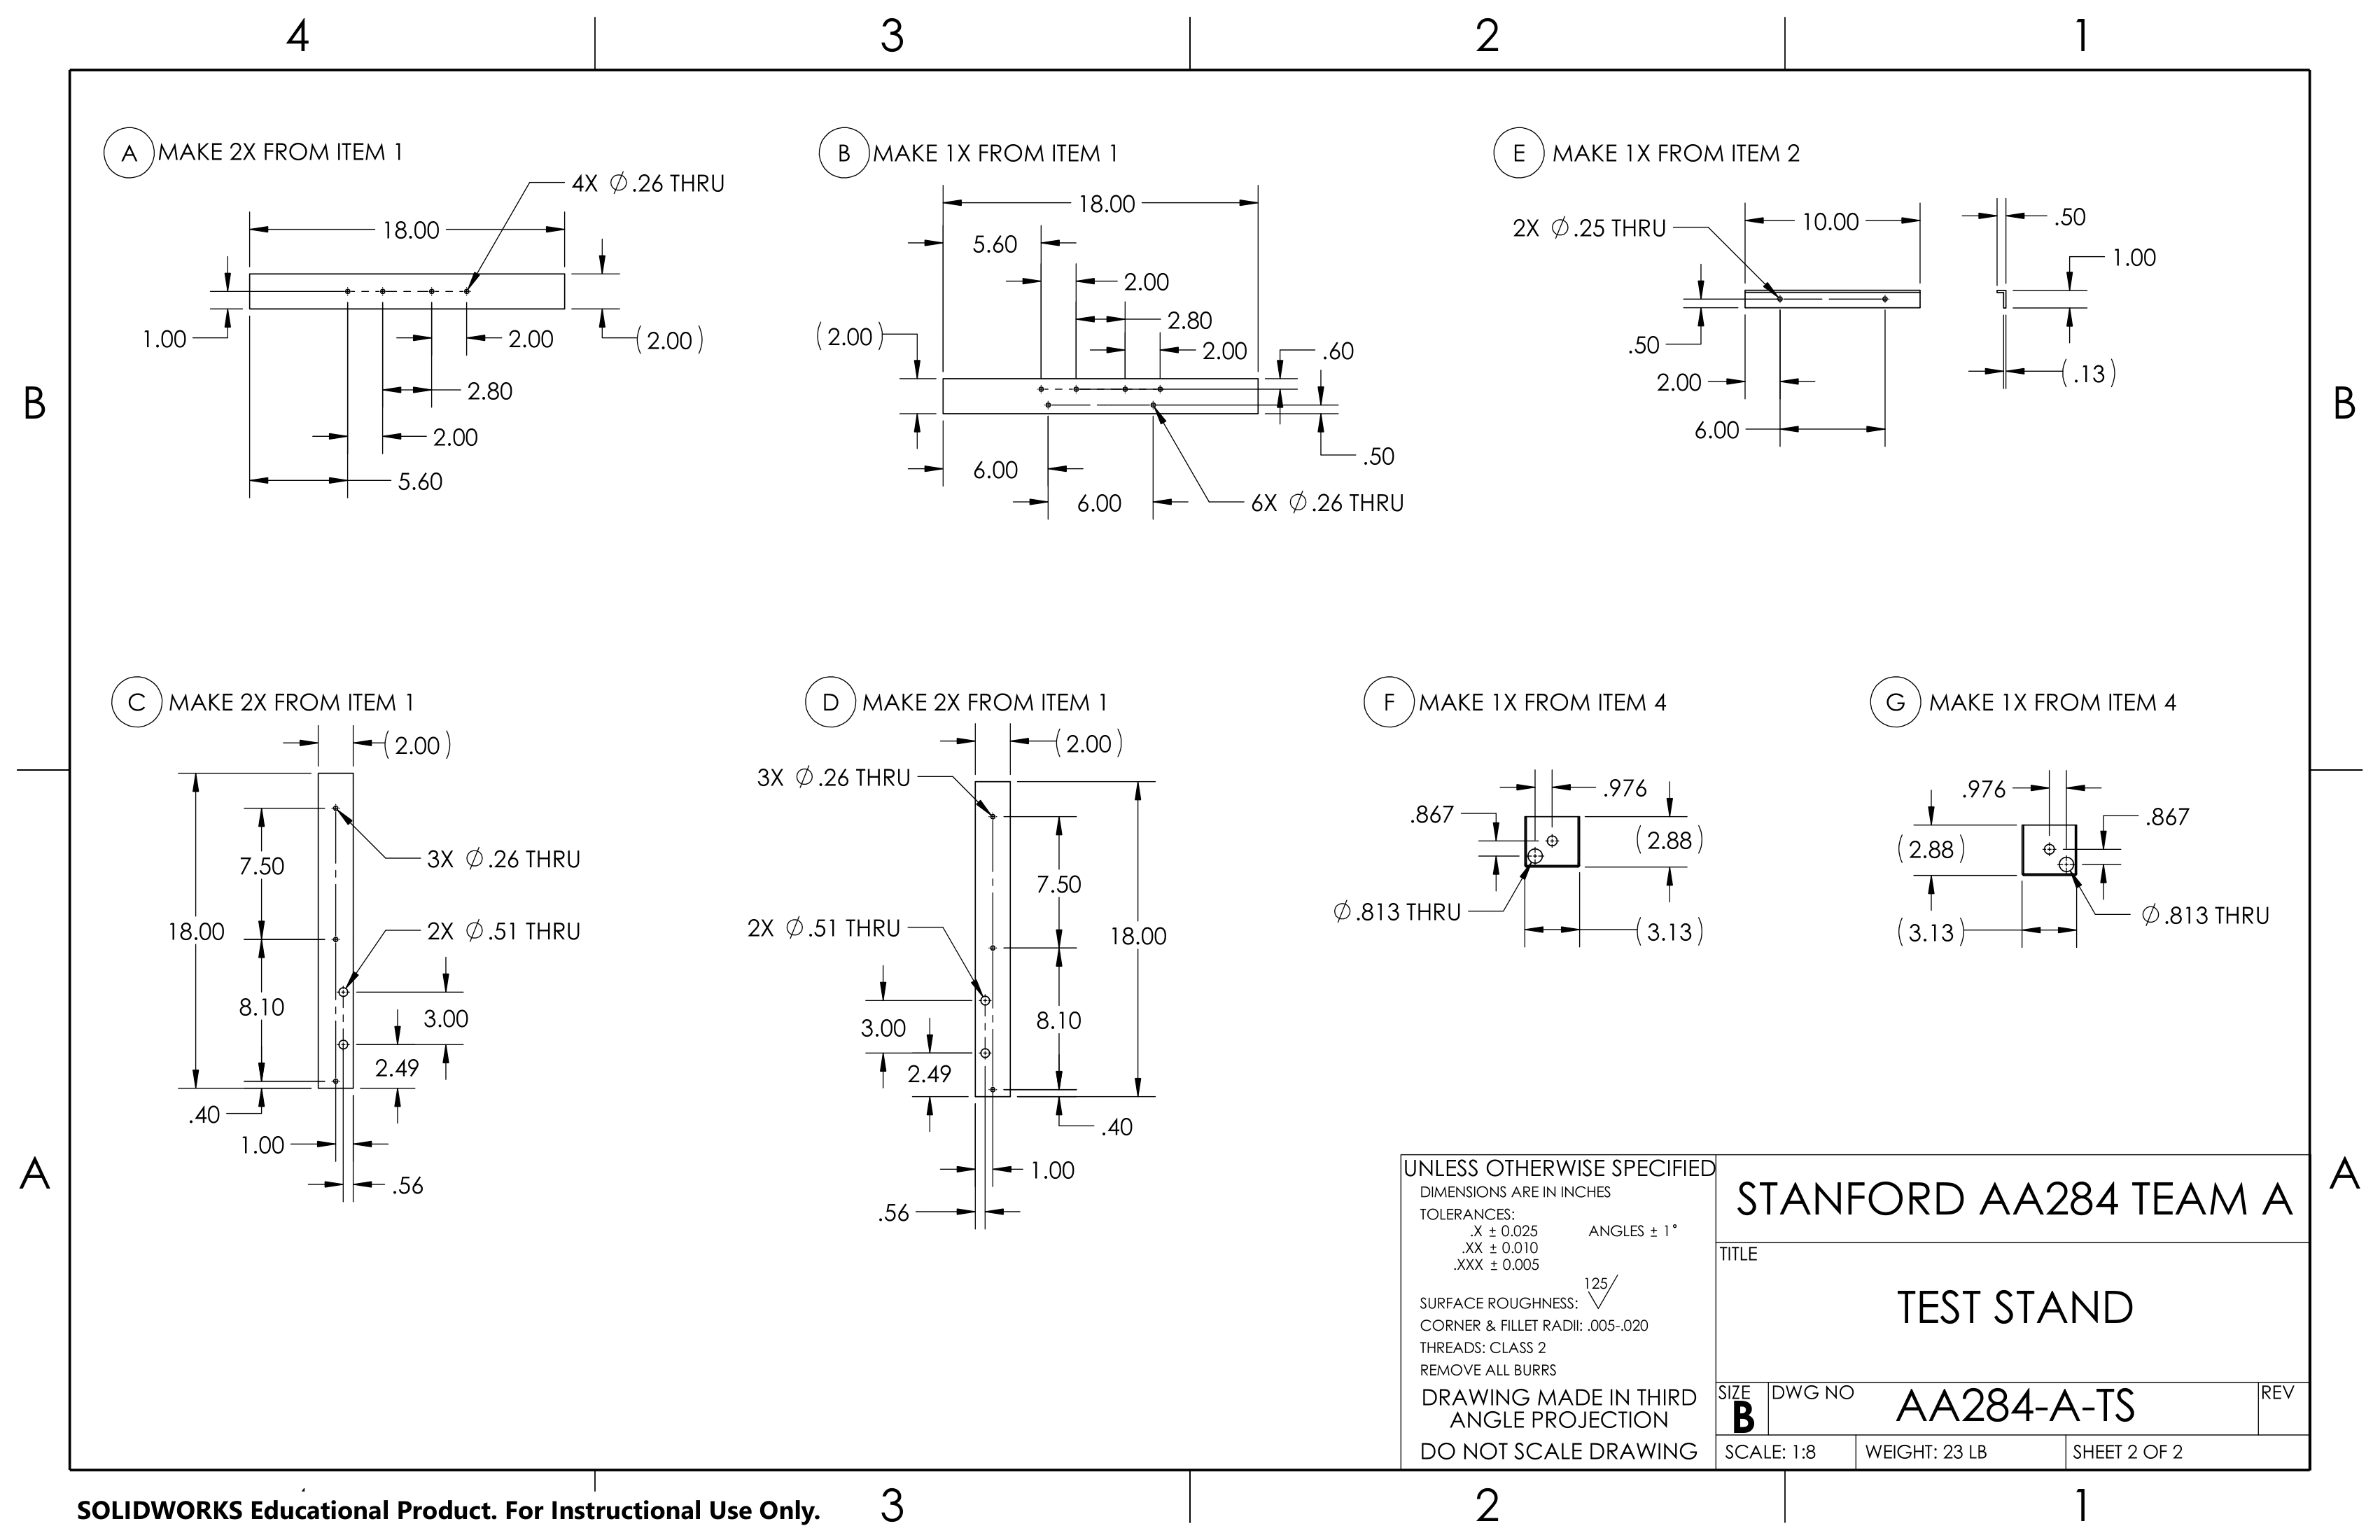 4 3 2 1
A MAKE 2X FROM ITEM 1
4X ∅.26 THRU
18.00
1.00
2.00
(2.00)
2.80
2.00
5.60
B MAKE 1X FROM ITEM 1
18.00
5.60
2.00
2.80
(2.00)
2.00
.60
.50
6.00
6.00
6X ∅.26 THRU
E MAKE 1X FROM ITEM 2
2X ∅.25 THRU
10.00
.50
1.00
.50
2.00
(.13)
6.00
B B
C MAKE 2X FROM ITEM 1
(2.00)
3X ∅.26 THRU
7.50
18.00
2X ∅.51 THRU
8.10
3.00
2.49
.40
1.00
.56
D MAKE 2X FROM ITEM 1
(2.00)
3X ∅.26 THRU
7.50
2X ∅.51 THRU
18.00
3.00
8.10
2.49
.40
1.00
.56
F MAKE 1X FROM ITEM 4
.976
.867
(2.88)
∅.813 THRU
(3.13)
G MAKE 1X FROM ITEM 4
.976
.867
(2.88)
∅.813 THRU
(3.13)
A A
UNLESS OTHERWISE SPECIFIED
DIMENSIONS ARE IN INCHES
TOLERANCES:
.X ± 0.025 ANGLES ± 1°
.XX ± 0.010
.XXX ± 0.005
125
SURFACE ROUGHNESS:
CORNER & FILLET RADII: .005-.020
THREADS: CLASS 2
REMOVE ALL BURRS
DRAWING MADE IN THIRD
ANGLE PROJECTION
DO NOT SCALE DRAWING
STANFORD AA284 TEAM A
TITLE
TEST STAND
SIZE
B
DWG NO
AA284-A-TS
REV
SCALE: 1:8
WEIGHT: 23 LB
SHEET 2 OF 2
SOLIDWORKS Educational Product. For Instructional Use Only.
3 2 1